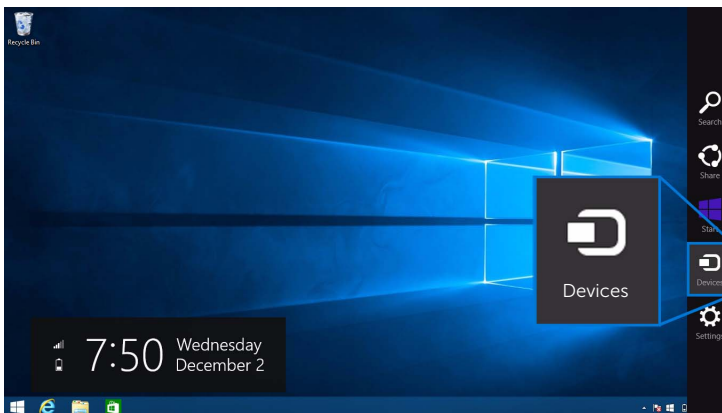 Recycle Bin
Search
Share
Start
Devices
Devices
Settings
7:50
Wednesday
December 2